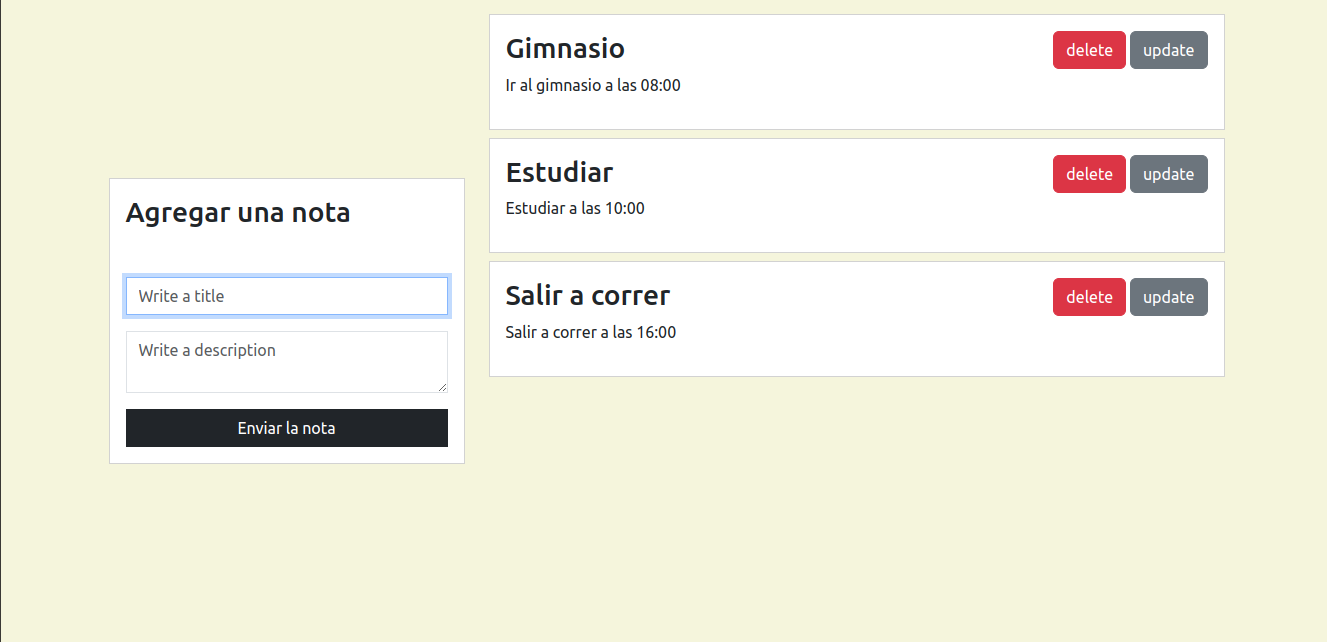 Agregar una nota
Write a title
Write a description
Enviar la nota
Gimnasio
delete
update
Ir al gimnasio a las 08:00
Estudiar
delete
update
Estudiar a las 10:00
Salir a correr
delete
update
Salir a correr a las 16:00